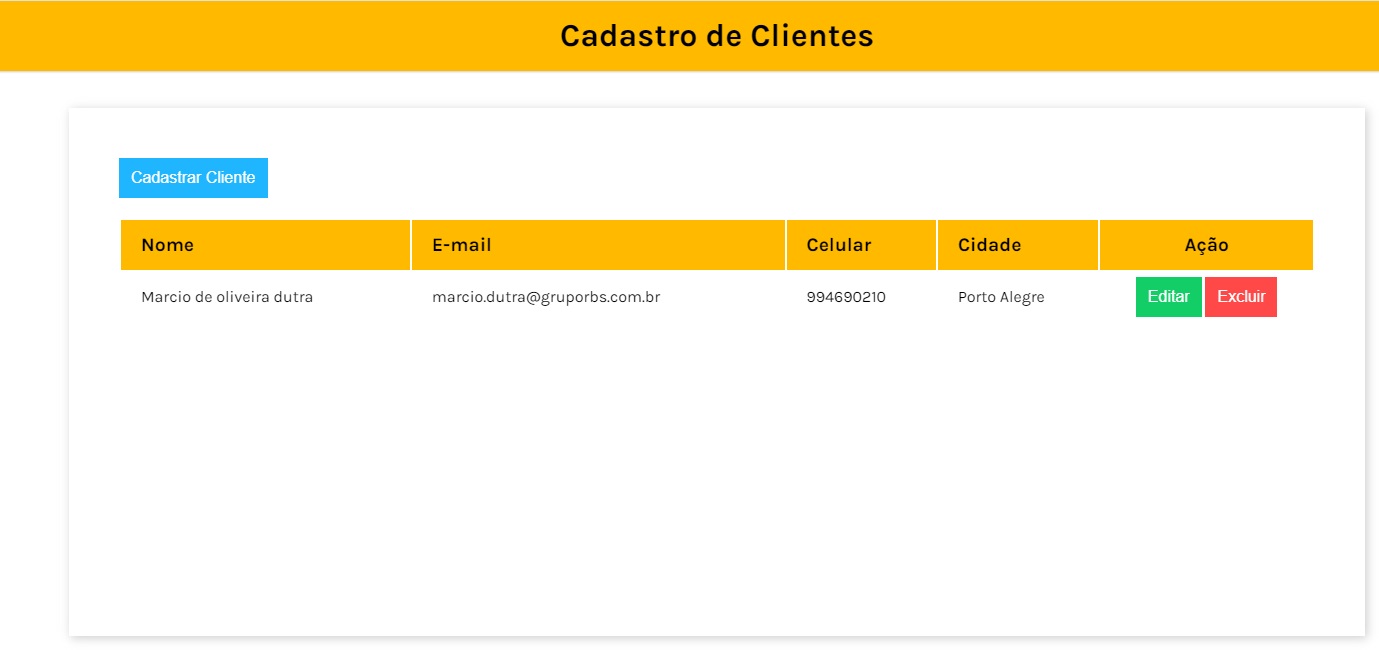 Cadastro de Clientes
Cadastrar Cliente
Nome E-mail Celular Cidade Ação
Marcio de oliveira dutra marcio.dutra@gruporbs.com.br 994690210 Porto Alegre Editar Excluir